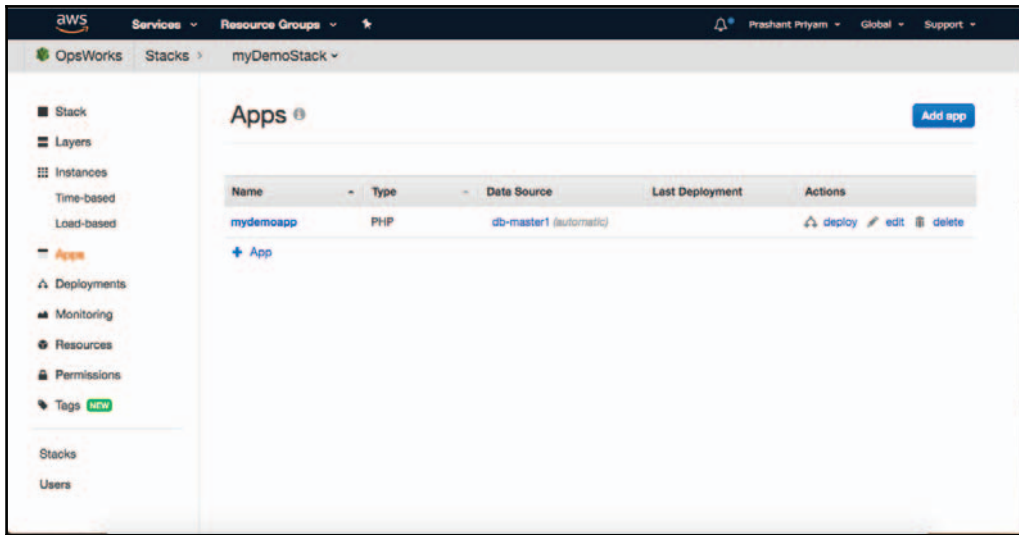 aws Services Resource Groups Prashant Priyam Global Support
OpsWorks Stacks myDemoStack
Stack
Layers
Instances
Time-based
Load-based
Apps
Deployments
Monitoring
Resources
Permissions
Tags NEW
Stacks
Users
Apps Add app
Name Type Data Source Last Deployment Actions
mydemoapp PHP db-master1 (automatic) deploy edit delete
+ App